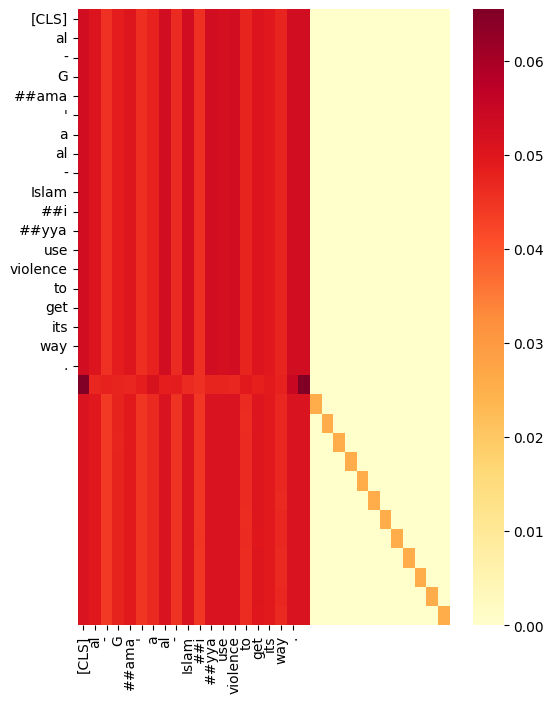 [CLS]
al
-
G
##ama
'
a
al
-
Islam
##i
##yya
use
violence
to
get
its
way
.
0.06
0.05
0.04
0.03
0.02
0.01
0.00
[CLS]
al
-
G
##ama
'
a
al
-
Islam
##i
##yya
use
violence
to
get
its
way
.